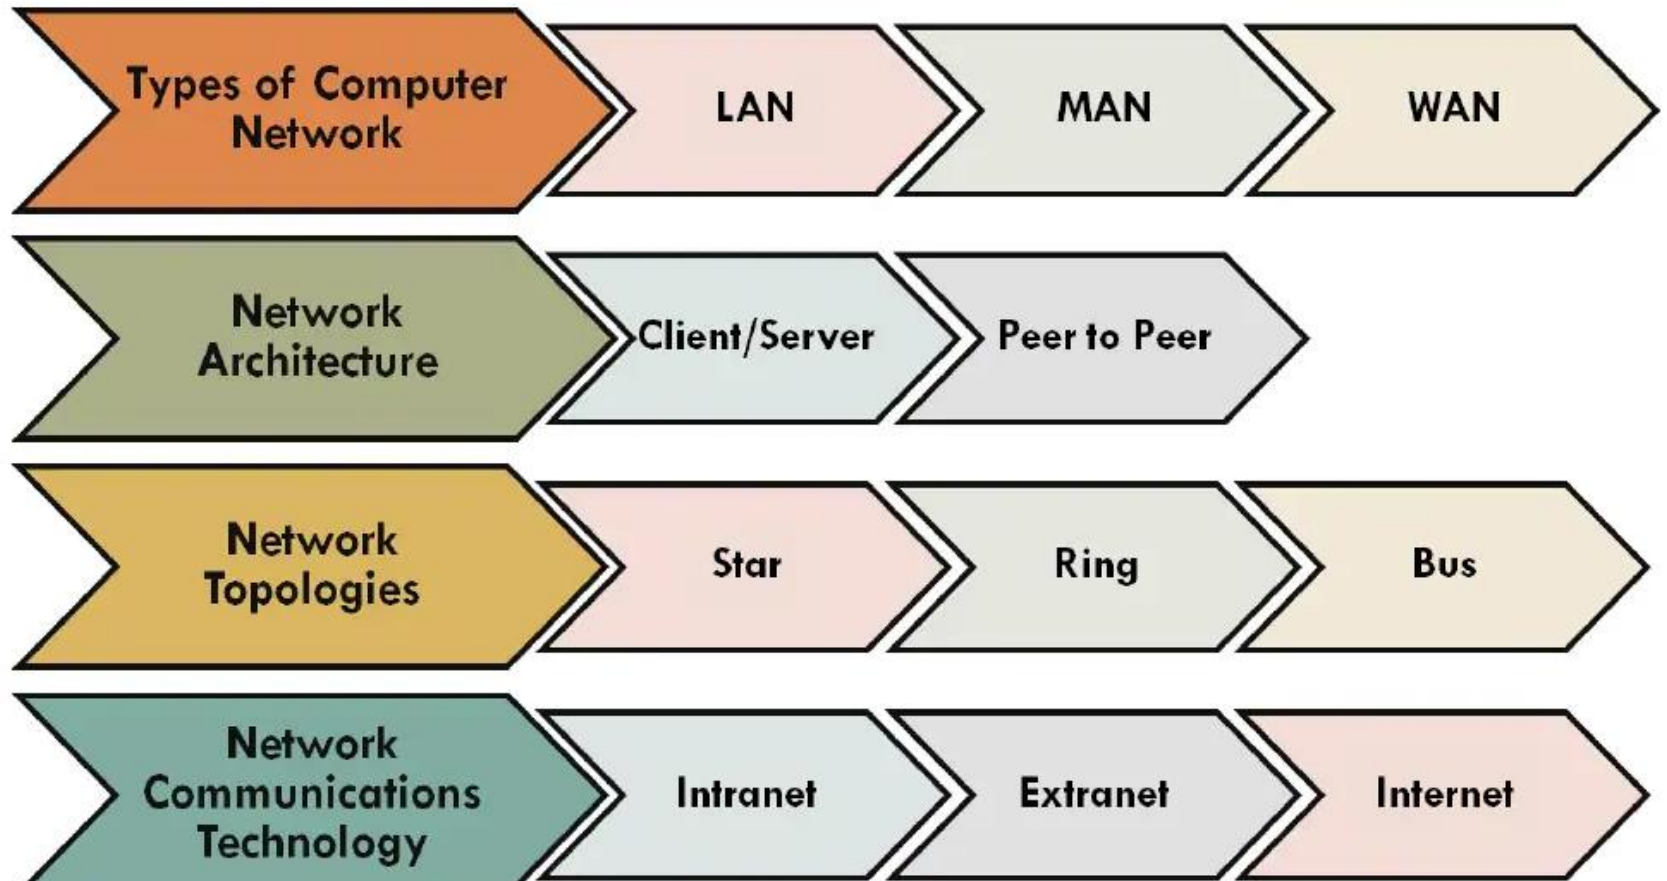 Types of Computer
Network
LAN
MAN
WAN
Network
Architecture
Client/Server
Peer to Peer
Network
Topologies
Star
Ring
Bus
Network
Communications
Technology
Intranet
Extranet
Internet